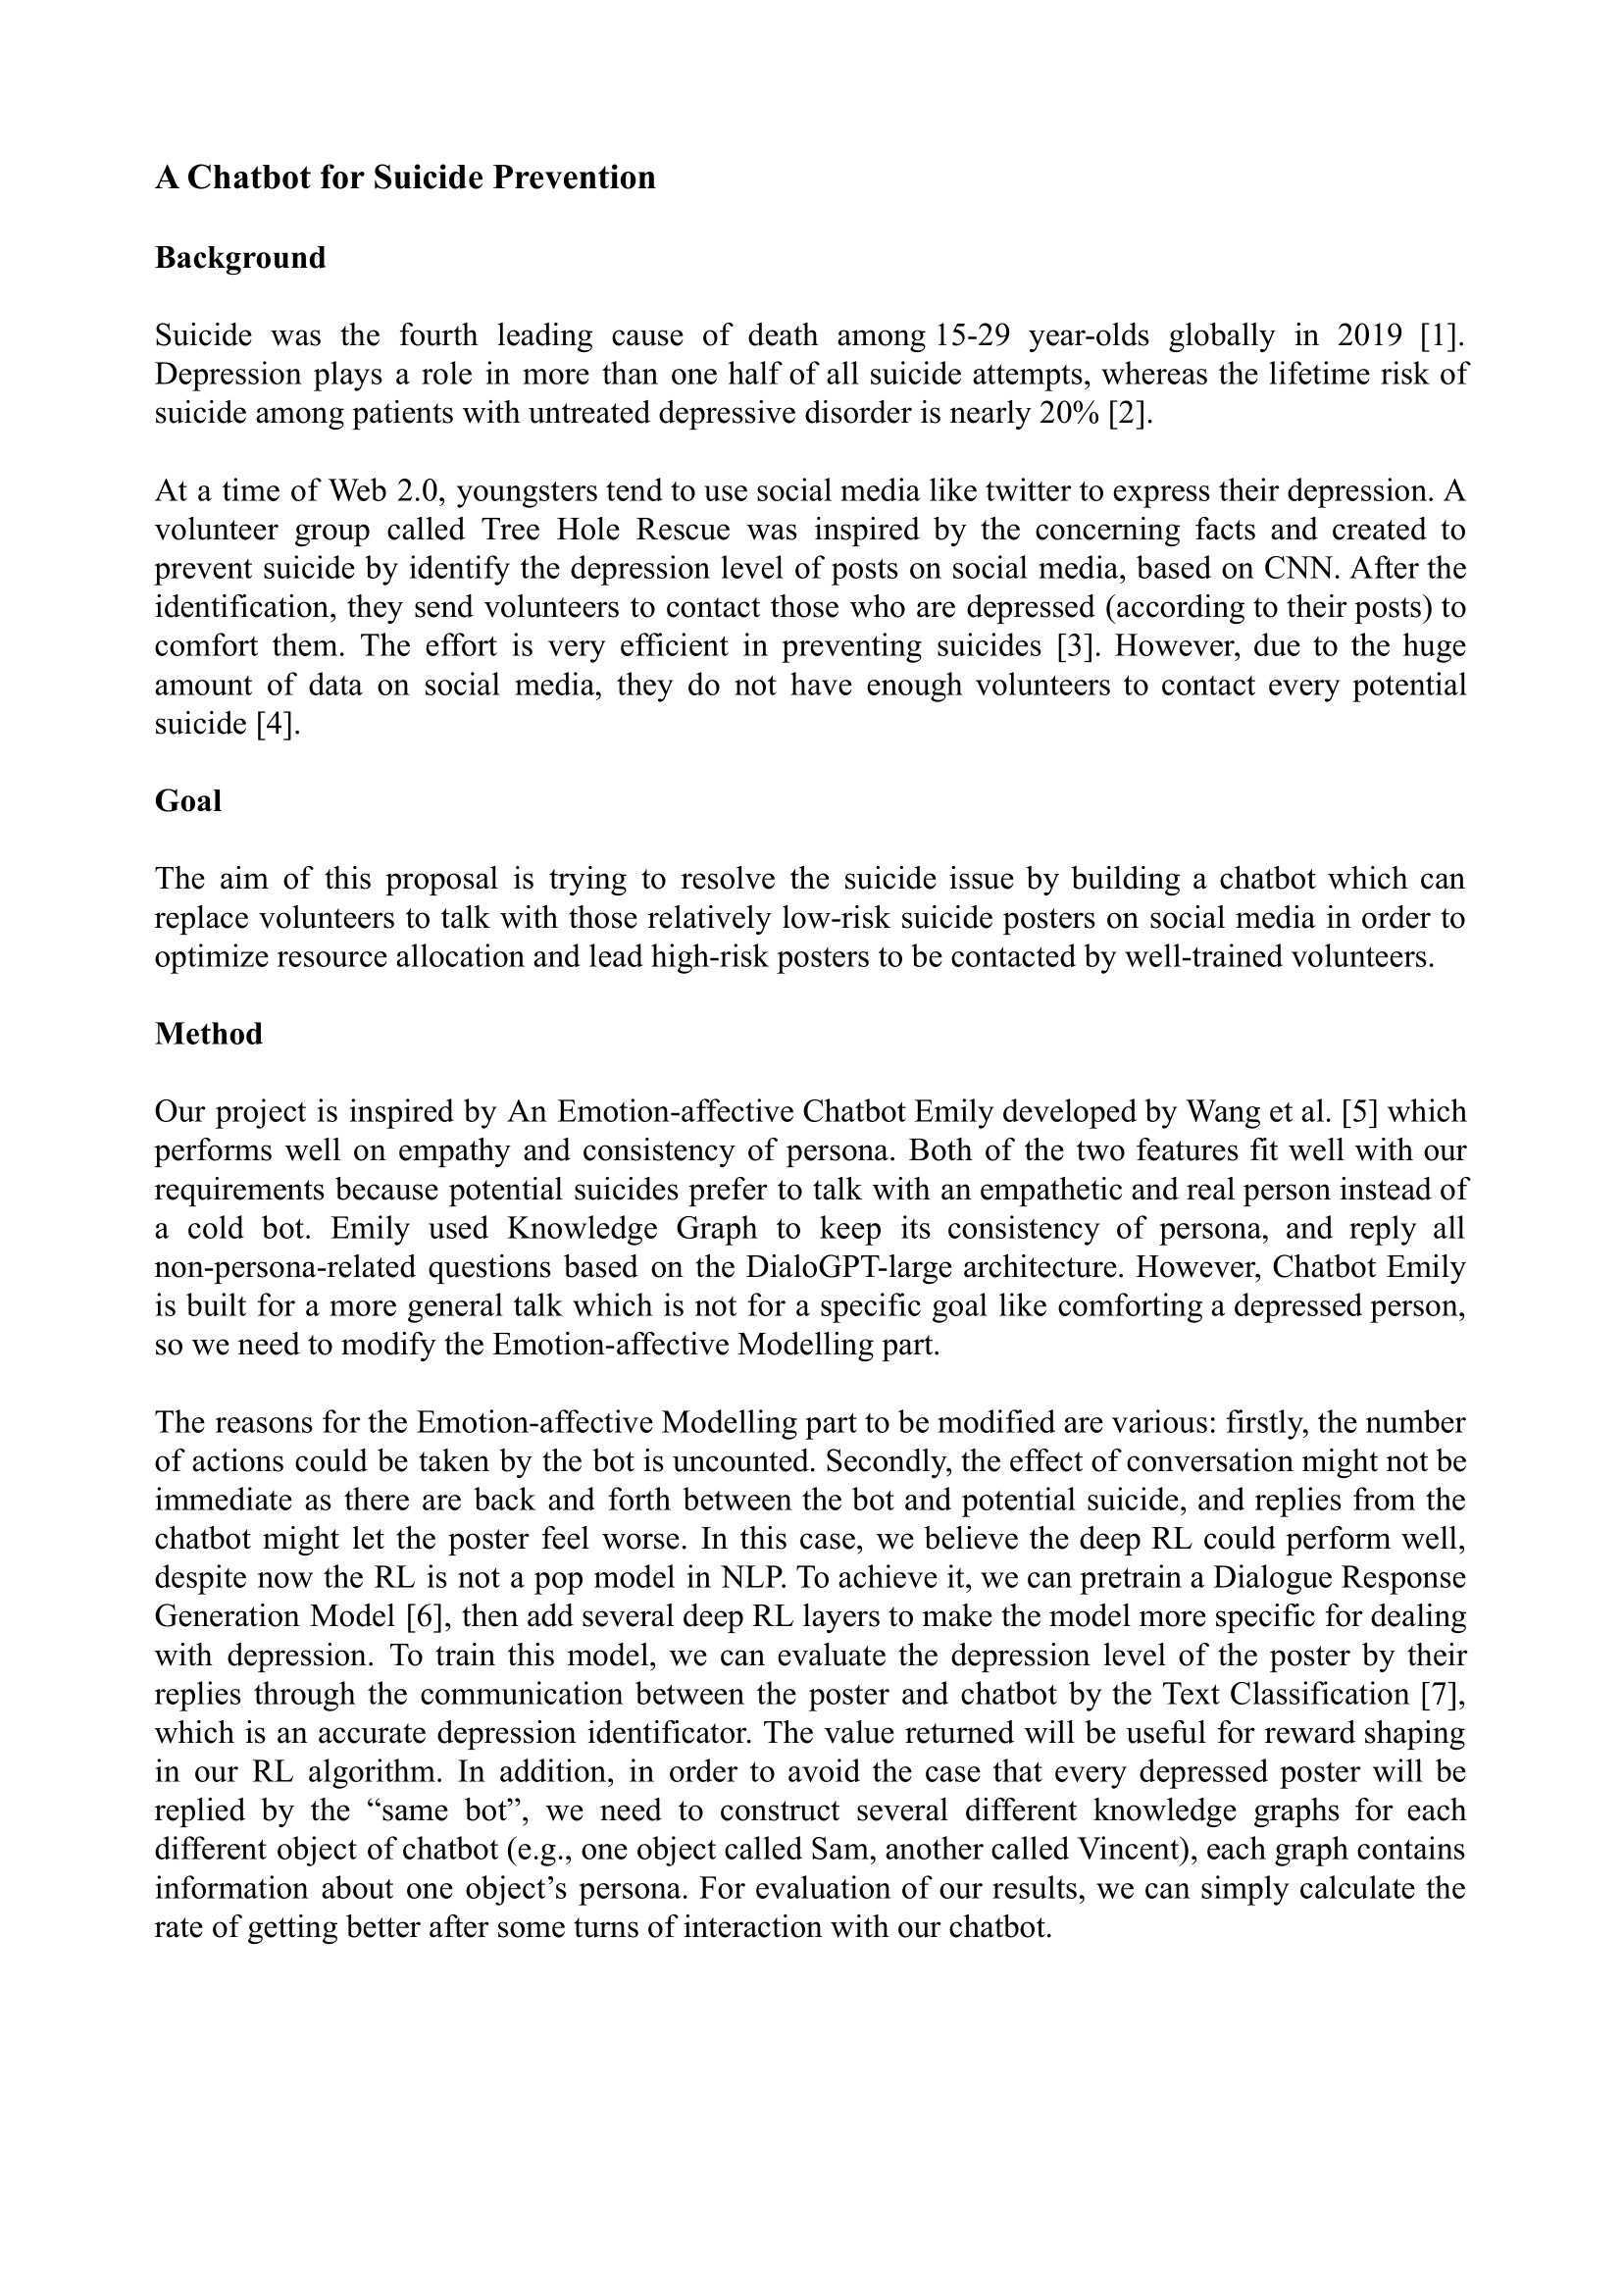 A Chatbot for Suicide Prevention
Background
Suicide was the fourth leading cause of death among 15-29 year-olds globally in 2019 [1].
Depression plays a role in more than one half of all suicide attempts, whereas the lifetime risk of
suicide among patients with untreated depressive disorder is nearly 20% [2].
At a time of Web 2.0, youngsters tend to use social media like twitter to express their depression. A
volunteer group called Tree Hole Rescue was inspired by the concerning facts and created to
prevent suicide by identify the depression level of posts on social media, based on CNN. After the
identification, they send volunteers to contact those who are depressed (according to their posts) to
comfort them. The effort is very efficient in preventing suicides [3]. However, due to the huge
amount of data on social media, they do not have enough volunteers to contact every potential
suicide [4].
Goal
The aim of this proposal is trying to resolve the suicide issue by building a chatbot which can
replace volunteers to talk with those relatively low-risk suicide posters on social media in order to
optimize resource allocation and lead high-risk posters to be contacted by well-trained volunteers.
Method
Our project is inspired by An Emotion-affective Chatbot Emily developed by Wang et al. [5] which
performs well on empathy and consistency of persona. Both of the two features fit well with our
requirements because potential suicides prefer to talk with an empathetic and real person instead of
a cold bot. Emily used Knowledge Graph to keep its consistency of persona, and reply all
non-persona-related questions based on the DialoGPT-large architecture. However, Chatbot Emily
is built for a more general talk which is not for a specific goal like comforting a depressed person,
so we need to modify the Emotion-affective Modelling part.
The reasons for the Emotion-affective Modelling part to be modified are various: firstly, the number
of actions could be taken by the bot is uncounted. Secondly, the effect of conversation might not be
immediate as there are back and forth between the bot and potential suicide, and replies from the
chatbot might let the poster feel worse. In this case, we believe the deep RL could perform well,
despite now the RL is not a pop model in NLP. To achieve it, we can pretrain a Dialogue Response
Generation Model [6], then add several deep RL layers to make the model more specific for dealing
with depression. To train this model, we can evaluate the depression level of the poster by their
replies through the communication between the poster and chatbot by the Text Classification [7],
which is an accurate depression identificator. The value returned will be useful for reward shaping
in our RL algorithm. In addition, in order to avoid the case that every depressed poster will be
replied by the “same bot”, we need to construct several different knowledge graphs for each
different object of chatbot (e.g., one object called Sam, another called Vincent), each graph contains
information about one object’s persona. For evaluation of our results, we can simply calculate the
rate of getting better after some turns of interaction with our chatbot.